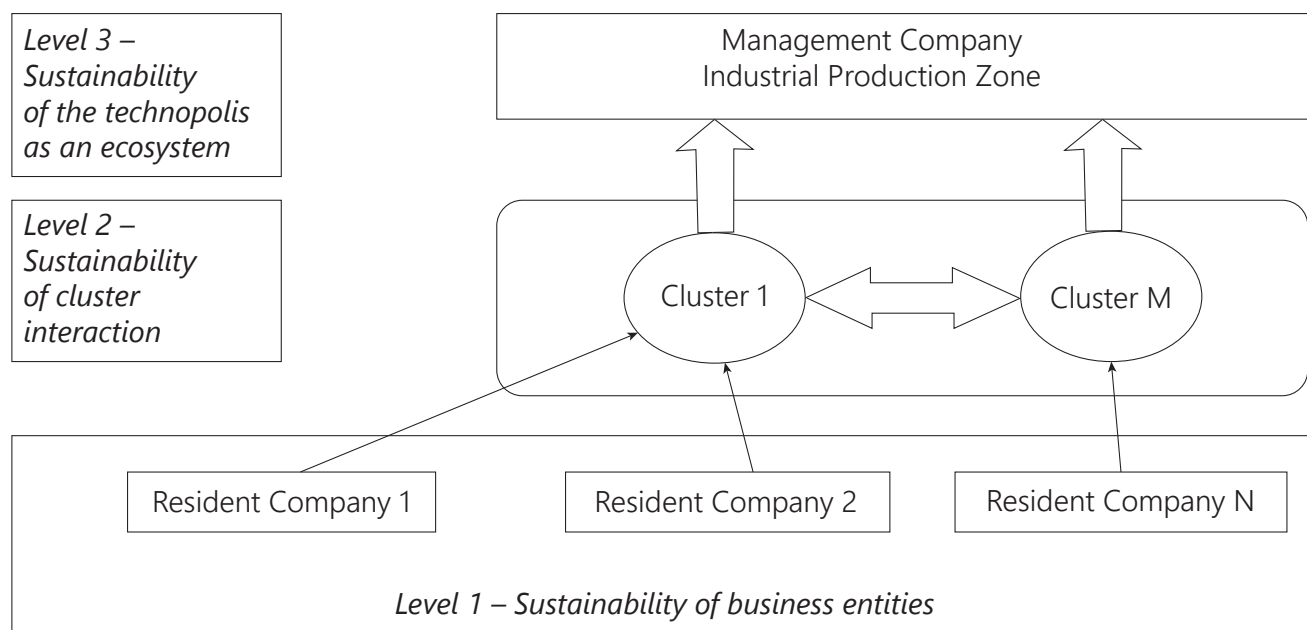 Level 3 –
Sustainability
of the technopolis
as an ecosystem
Management Company
Industrial Production Zone
Level 2 –
Sustainability
of cluster
interaction
Cluster 1
Cluster M
Resident Company 1
Resident Company 2
Resident Company N
Level 1 – Sustainability of business entities